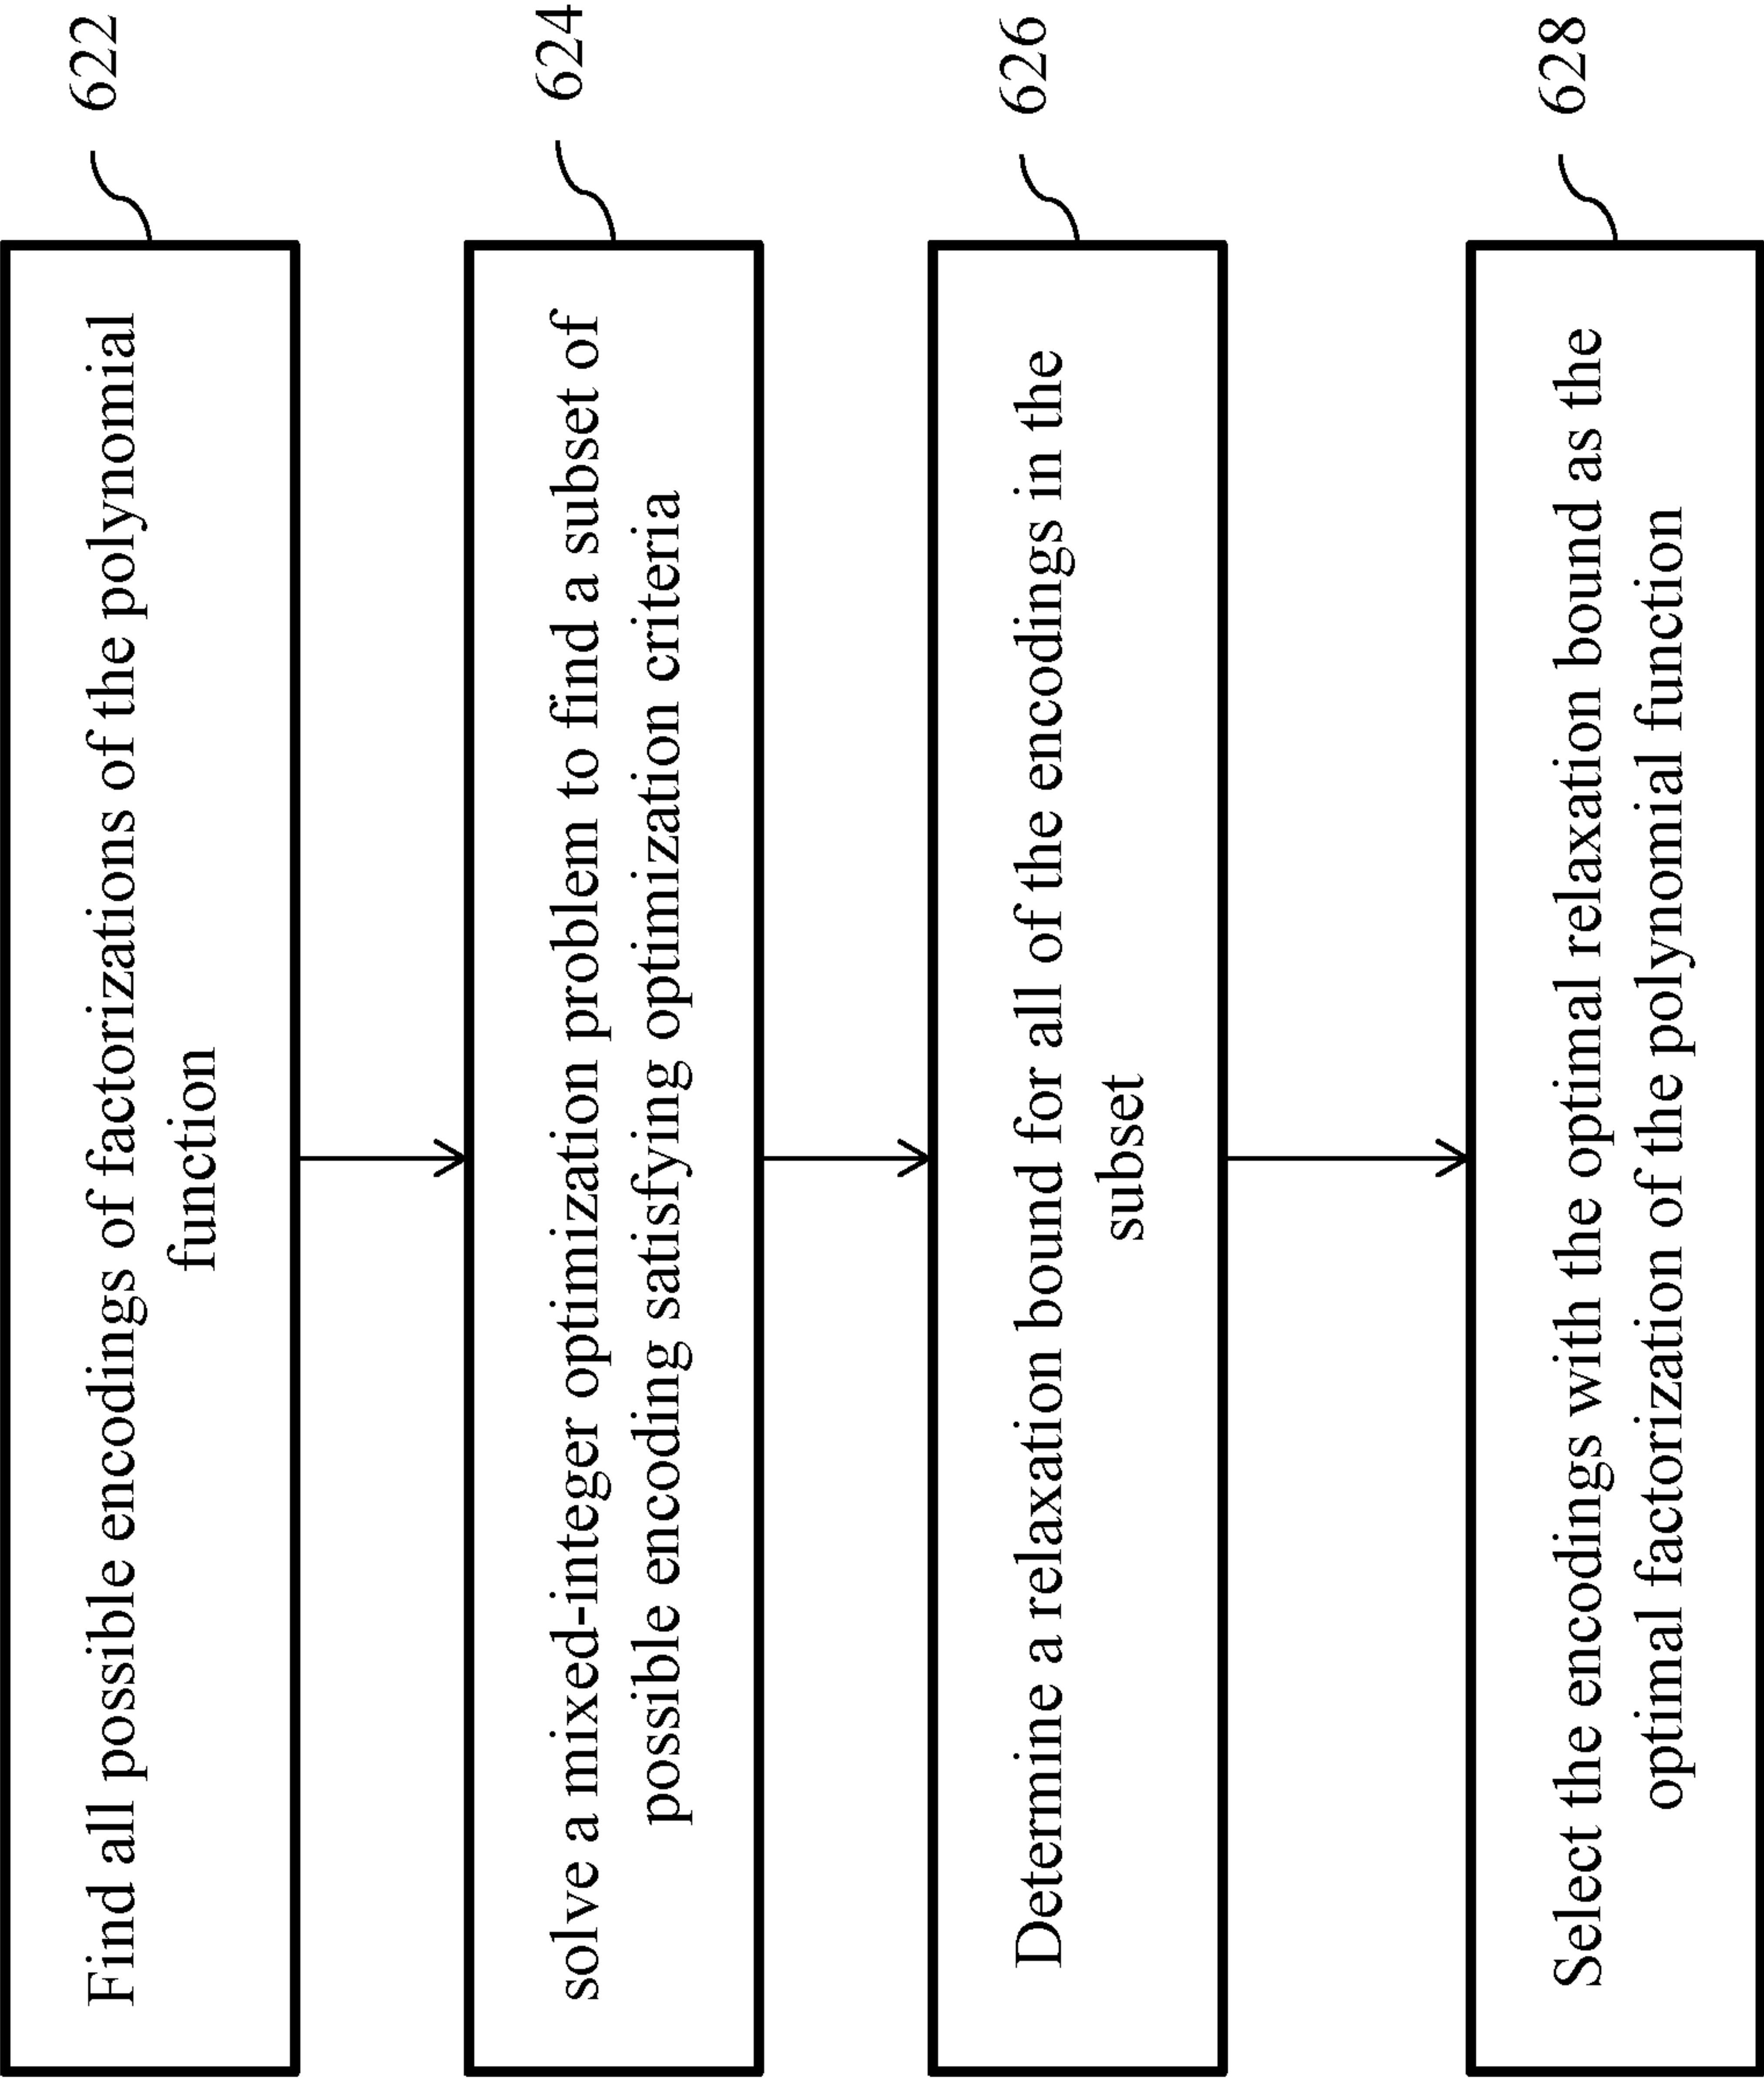 Find all possible encodings of factorizations of the polynomial
function
622
solve a mixed-integer optimization problem to find a subset of
possible encoding satisfying optimization criteria
624
Determine a relaxation bound for all of the encodings in the
subset
626
Select the encodings with the optimal relaxation bound as the
optimal factorization of the polynomial function
628